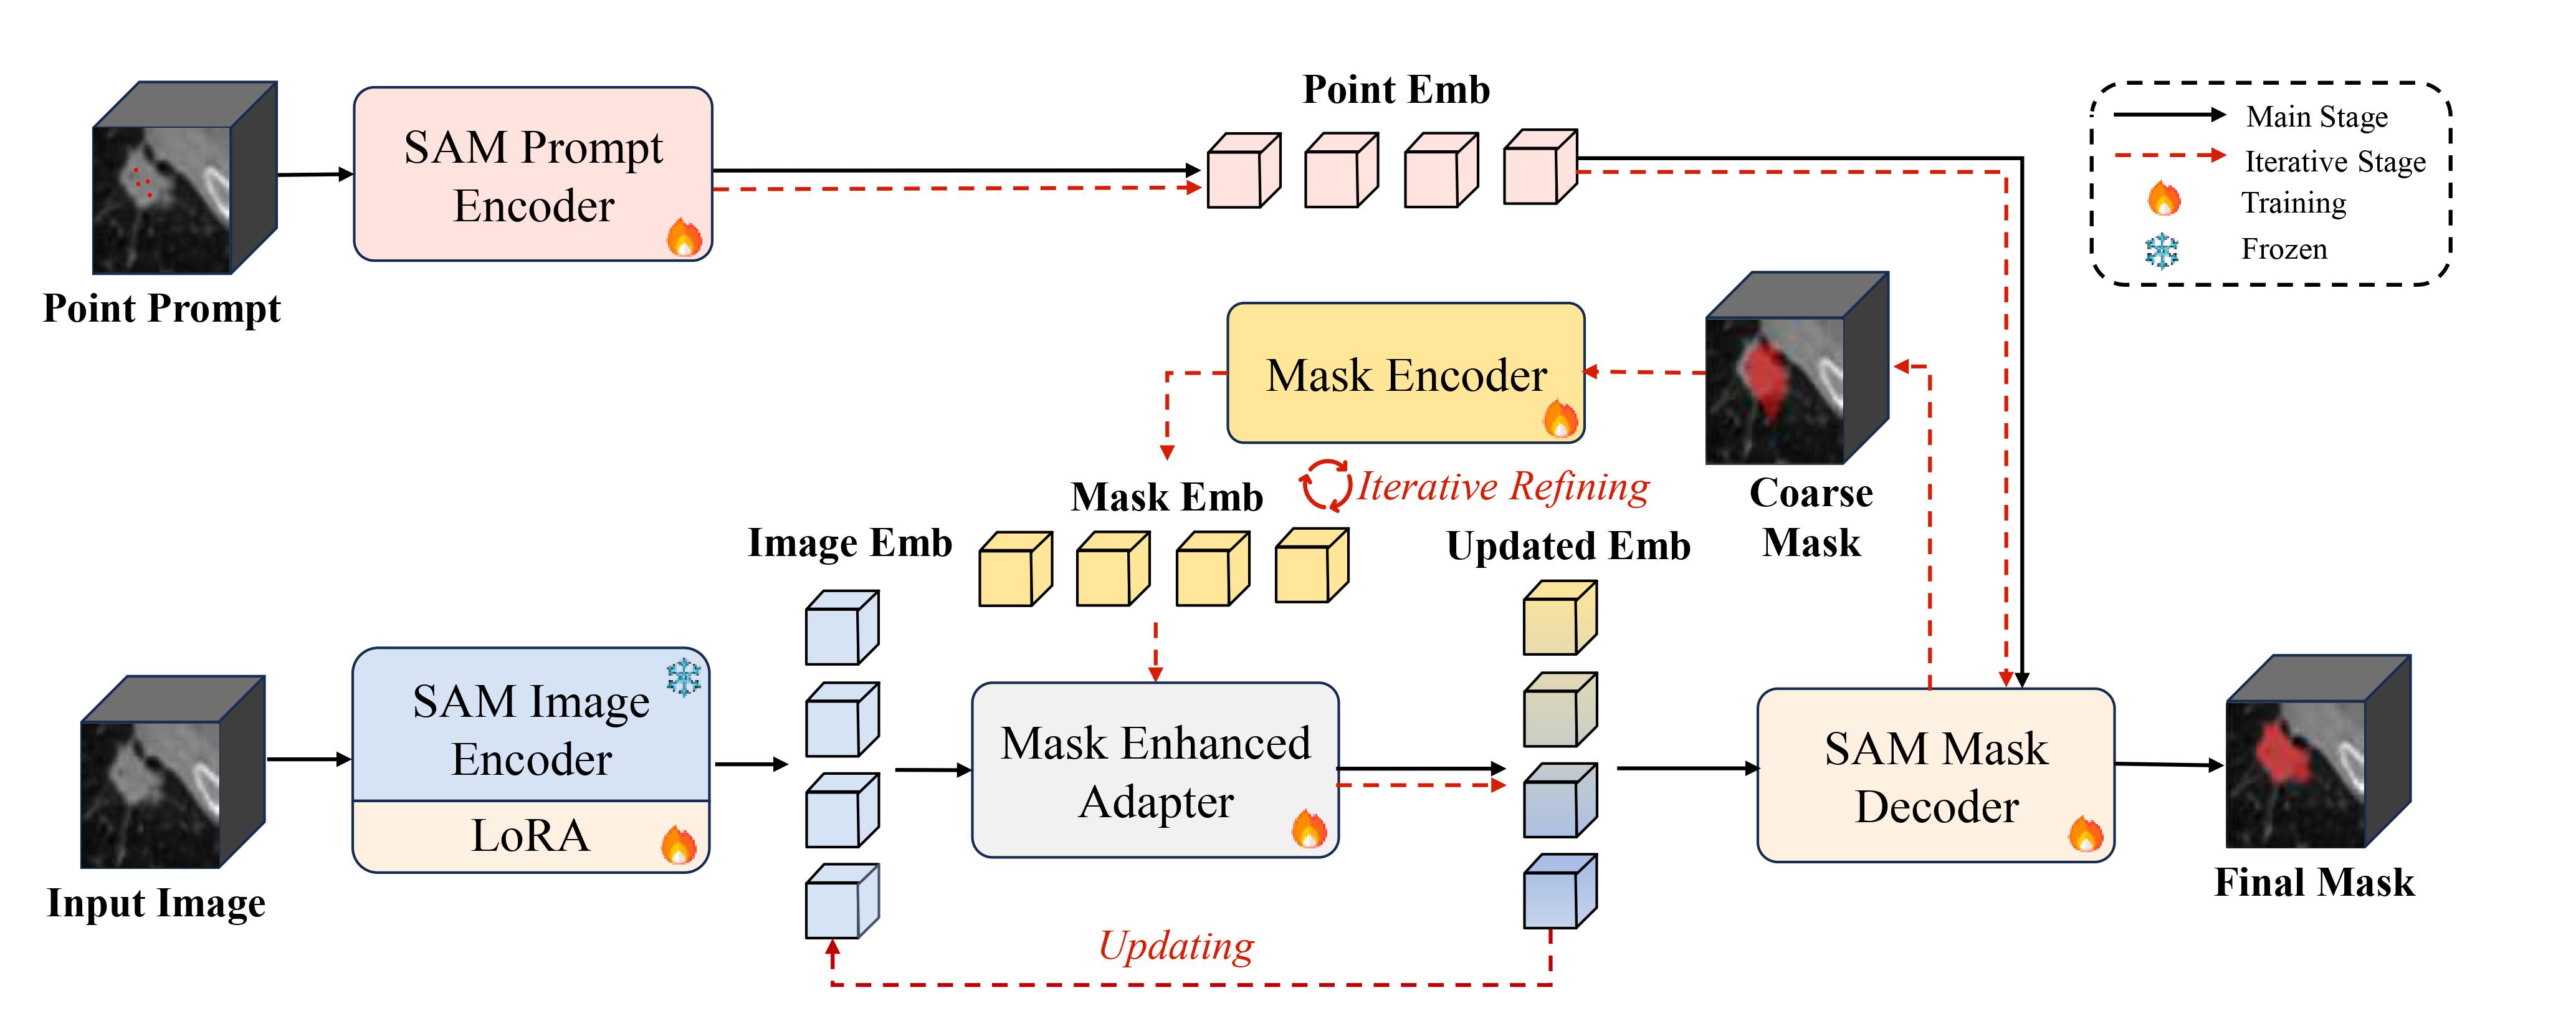 Point Emb
Main Stage
Iterative Stage
Training
Frozen
SAM Prompt
Encoder
Point Prompt
Mask Encoder
Iterative Refining
Coarse
Mask
Mask Emb
Image Emb
Updated Emb
SAM Image
Encoder
LoRA
Mask Enhanced
Adapter
SAM Mask
Decoder
Input Image
Final Mask
Updating